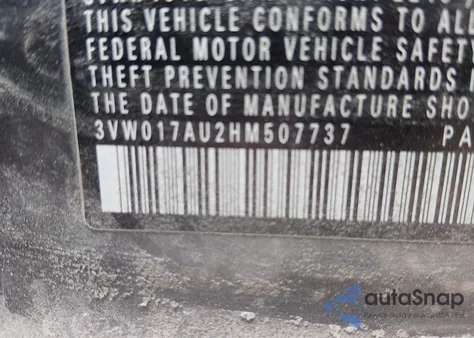 THIS VEHICLE CONFORMS TO ALL
FEDERAL MOTOR VEHICLE SAFETY
THEFT PREVENTION STANDARDS
THE DATE OF MANUFACTURE SHO
3VW017AU2HM507737 PA
autoSnap